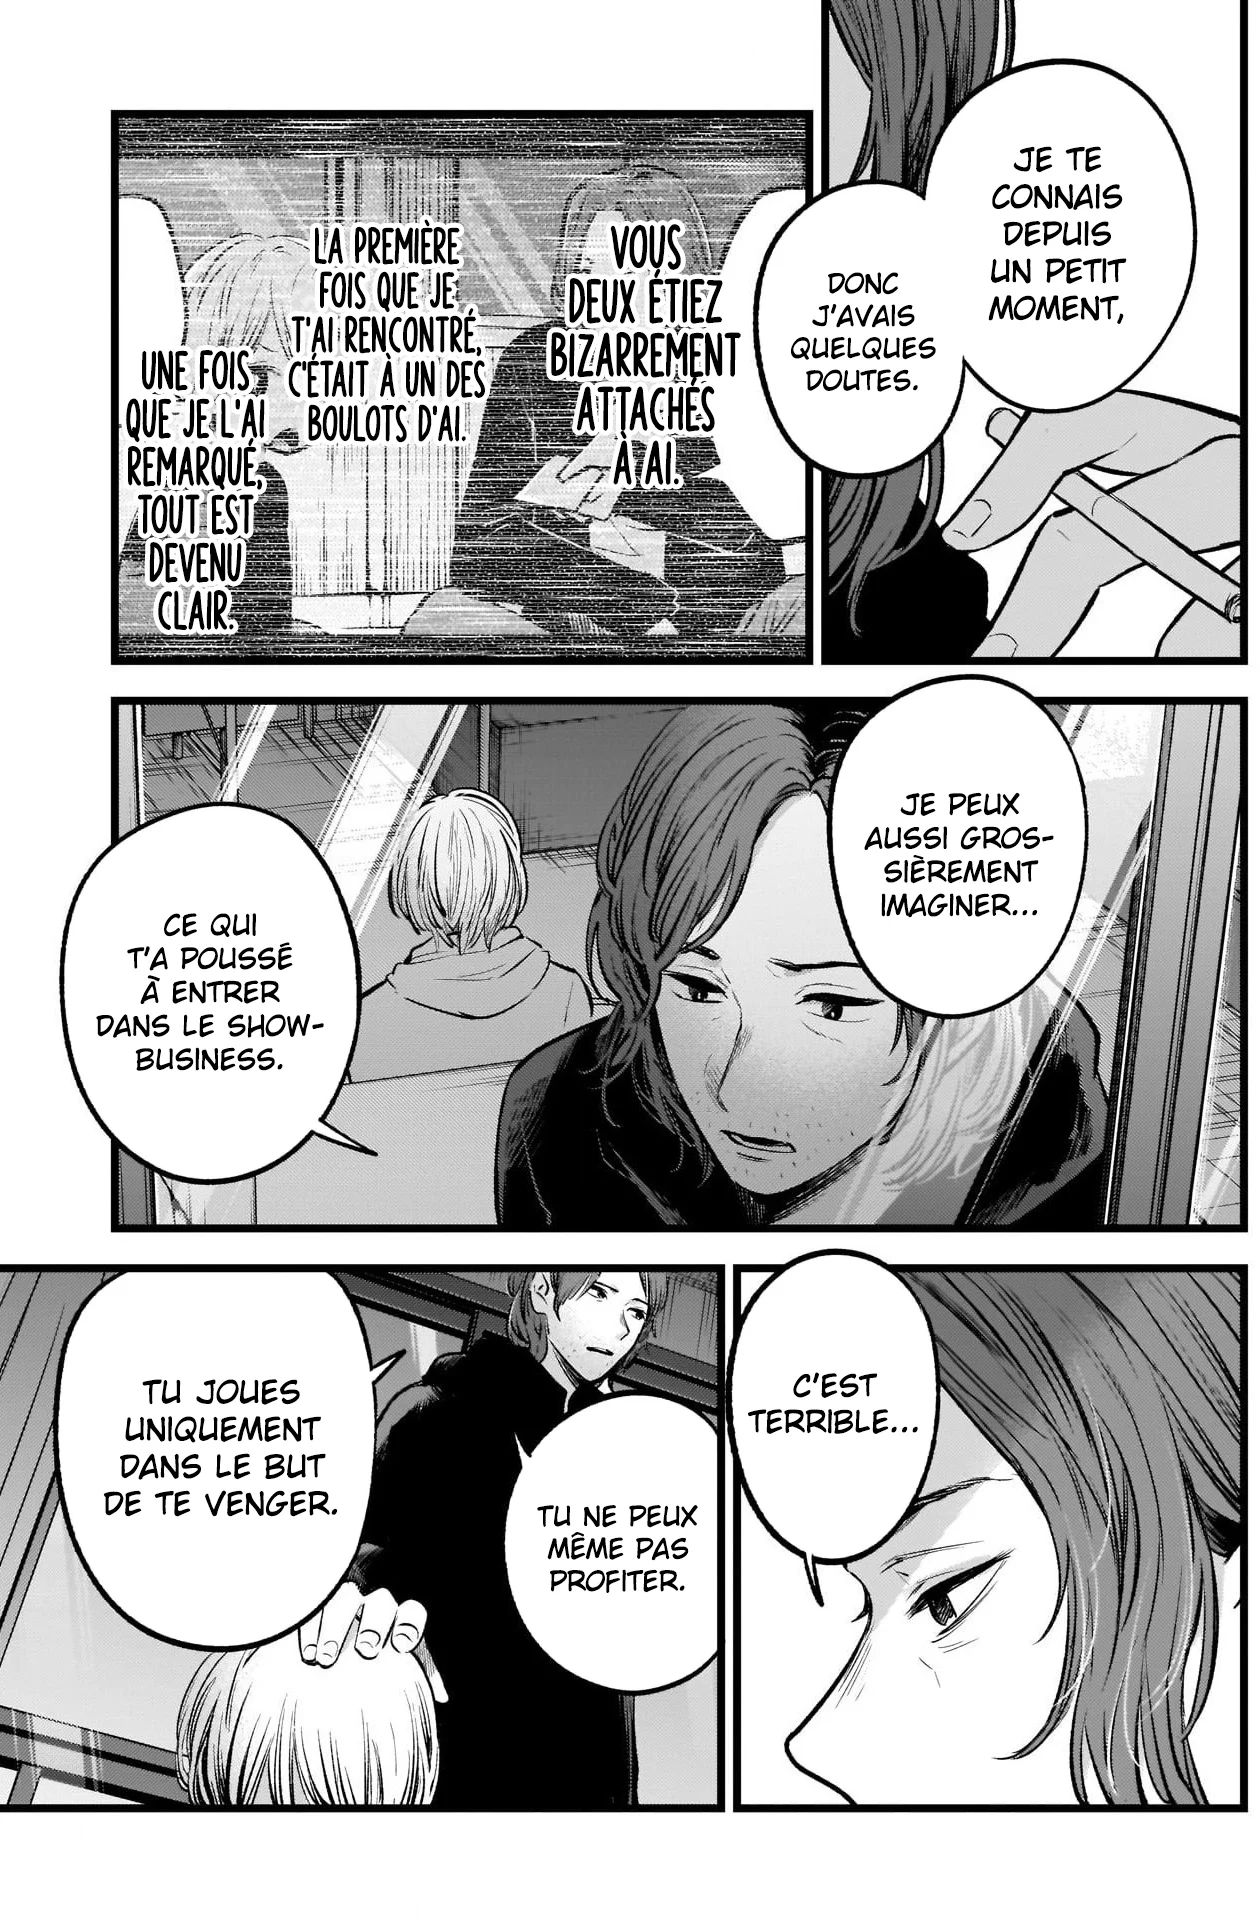 JE TE
CONNAIS
DEPUIS
UN PETIT
MOMENT,
DONC
J'AVAIS
QUELQUES
DOUTES.
VOUS
DEUX ÉTIEZ
BIZARREMENT
ATTACHÉS
À AI.
LA PREMIÈRE
FOIS QUE JE
T'AI RENCONTRÉ,
C'ÉTAIT À UN DES
BOULOTS D'AI.
UNE FOIS
QUE JE L'AI
REMARQUÉ,
TOUT EST
DEVENU
CLAIR.
JE PEUX
AUSSI GROS-
SIÈREMENT
IMAGINER...
CE QUI
T'A POUSSÉ
À ENTRER
DANS LE SHOW-
BUSINESS.
C'EST
TERRIBLE...
TU NE PEUX
MÊME PAS
PROFITER.
TU JOUES
UNIQUEMENT
DANS LE BUT
DE TE VENGER.